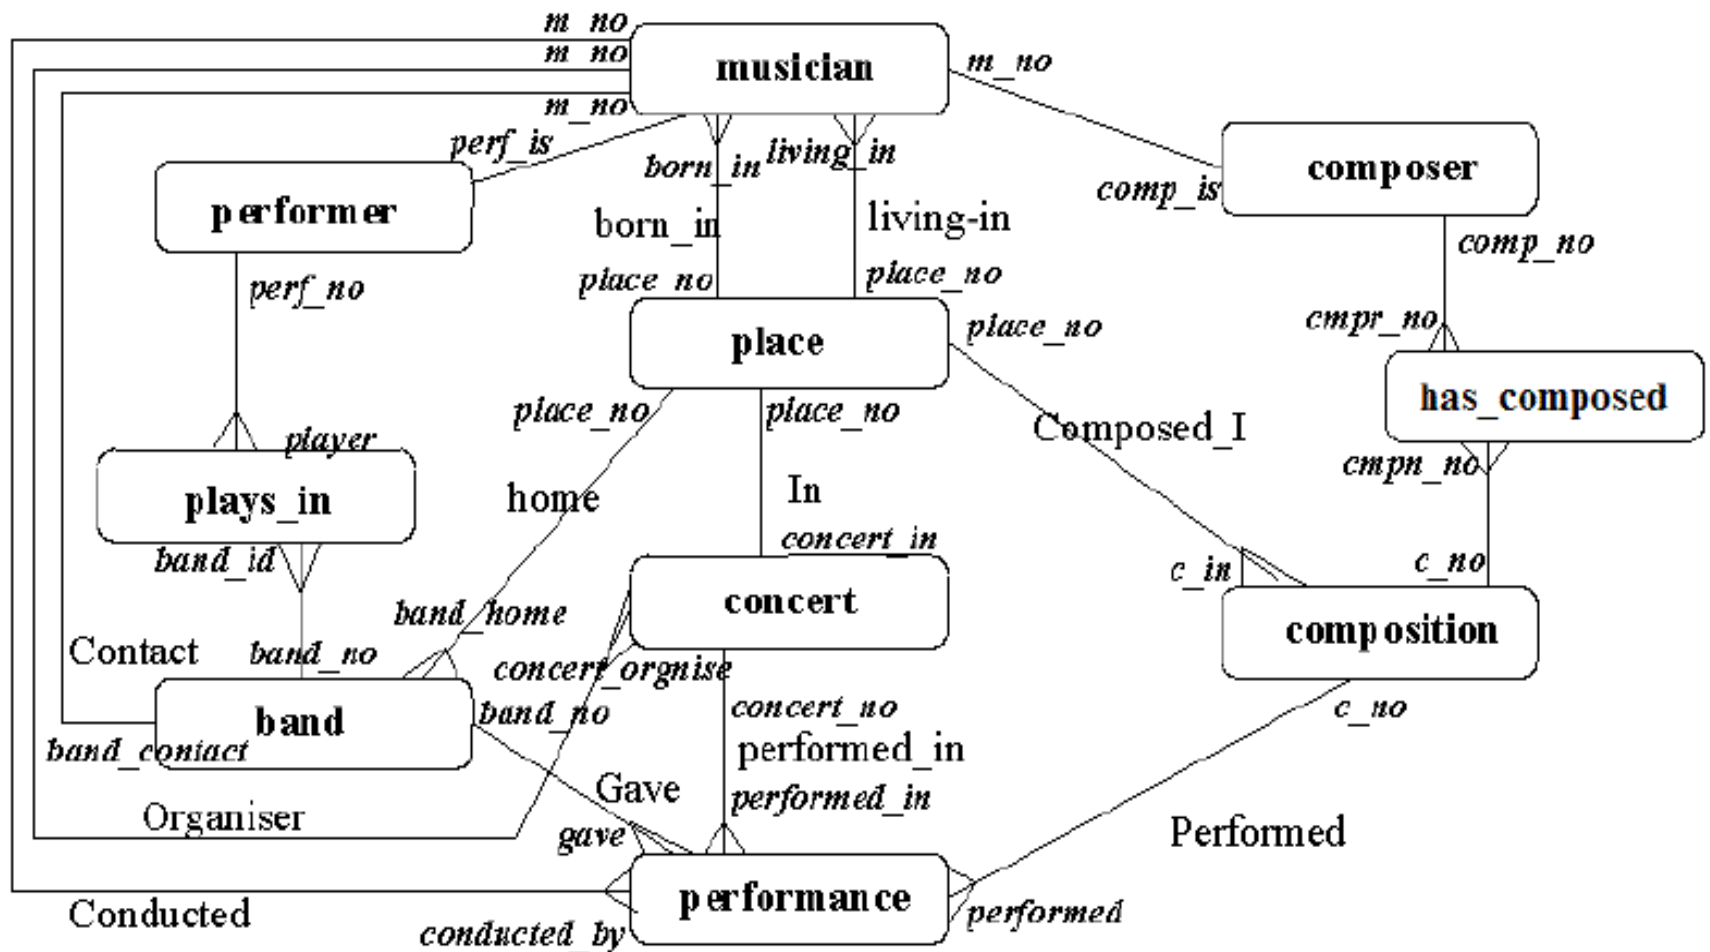 m_no
m_no
musician
m_no
m_no
perf_is
living_in
born_in
composer
comp_is
performer
born_in
living-in
comp_no
perf_no
place_no
place_no
cmpr_no
place_no
place
has_composed
place_no
place_no
Composed_I
player
cmpn_no
plays_in
home
In
concert_in
band_id
c_in
c_no
concert
band_home
composition
Contact
band_no
concert_orgnise
band
band_no
concert_no
c_no
band_contact
performed_in
Gave
performed_in
Organiser
gave
Performed
performance
Conducted
conducted_by
performed